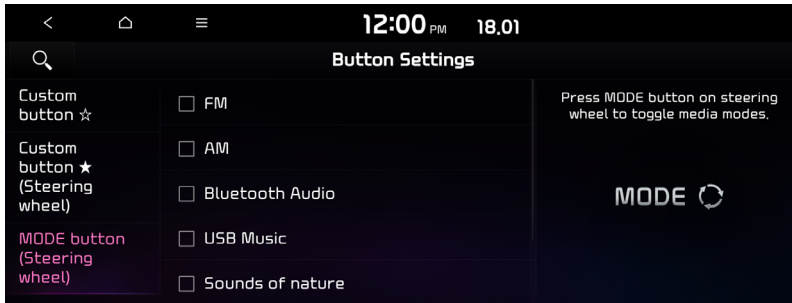 12:00 PM 18.01
Button Settings
Custom
button ☆
Custom
button ★
(Steering
wheel)
MODE button
(Steering
wheel)
FM
AM
Bluetooth Audio
USB Music
Sounds of nature
Press MODE button on steering
wheel to toggle media modes.
MODE